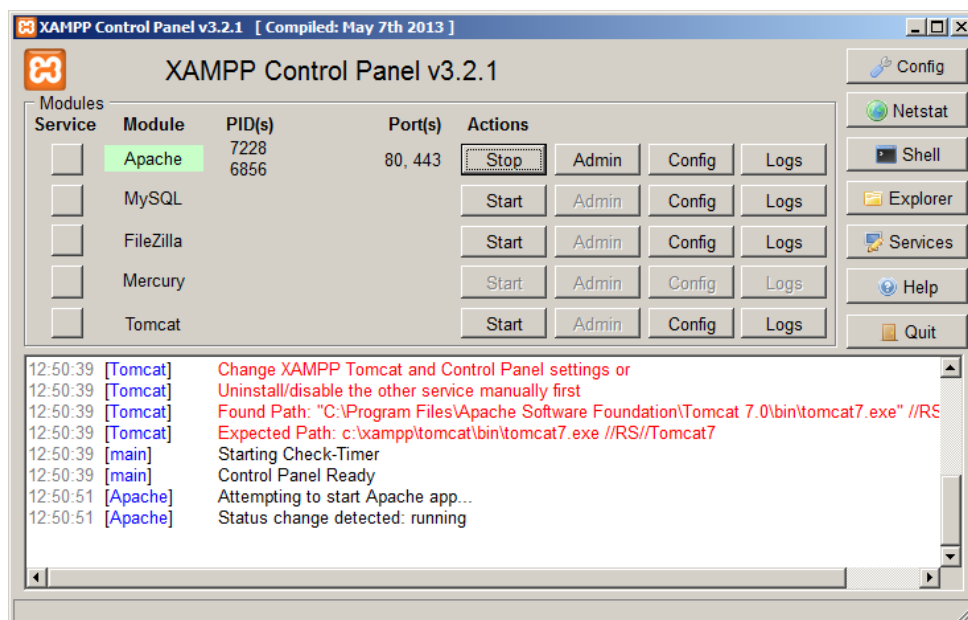 XAMPP Control Panel v3.2.1 [ Compiled: May 7th 2013 ]
XAMPP Control Panel v3.2.1
Config
Modules
Netstat
Service Module PID(s) Port(s) Actions
Apache 7228 6856 80, 443 Stop Admin Config Logs
Shell
MySQL Start Admin Config Logs
Explorer
FileZilla Start Admin Config Logs
Services
Mercury Start Admin Config Logs
Help
Tomcat Start Admin Config Logs
Quit
12:50:39 [Tomcat] Change XAMPP Tomcat and Control Panel settings or
12:50:39 [Tomcat] Uninstall/disable the other service manually first
12:50:39 [Tomcat] Found Path: "C:\Program Files\Apache Software Foundation\Tomcat 7.0\bin\tomcat7.exe" //RS
12:50:39 [Tomcat] Expected Path: c:\xampp\tomcat\bin\tomcat7.exe //RS//Tomcat7
12:50:39 [main] Starting Check-Timer
12:50:39 [main] Control Panel Ready
12:50:51 [Apache] Attempting to start Apache app...
12:50:51 [Apache] Status change detected: running